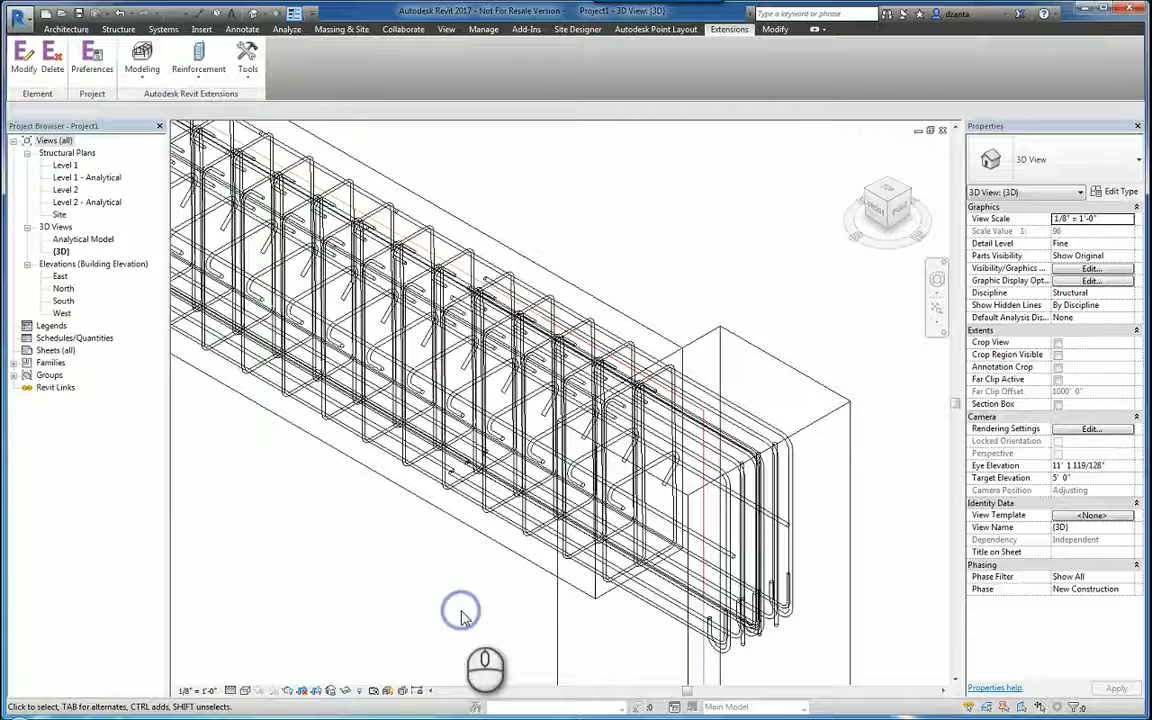 Autodesk Revit 2017 - Not For Resale Version - Project1 - 3D View: {3D}
Type a keyword or phrase
dzanta
Architecture Structure Systems Insert Annotate Analyze Massing & Site Collaborate View Manage Add-Ins Site Designer Autodesk Point Layout Extensions Modify
Modify Delete Preferences Modeling Reinforcement Tools
Element Project Autodesk Revit Extensions
Project Browser - Project1
Views (all)
Structural Plans
Level 1
Level 1 - Analytical
Level 2
Level 2 - Analytical
Site
3D Views
Analytical Model
{3D}
Elevations (Building Elevation)
East
North
South
West
Legends
Schedules/Quantities
Sheets (all)
Families
Groups
Revit Links
TOP
FRONT
Properties
3D View
3D View: {3D} Edit Type
Graphics
View Scale 1/8" = 1'-0"
Scale Value 1: 96
Detail Level Fine
Parts Visibility Show Original
Visibility/Graphics ... Edit...
Graphic Display Opt... Edit...
Discipline Structural
Show Hidden Lines By Discipline
Default Analysis Dis... None
Extents
Crop View
Crop Region Visible
Annotation Crop
Far Clip Active
Far Clip Offset 1000' 0"
Section Box
Camera
Rendering Settings Edit...
Locked Orientation
Perspective
Eye Elevation 11' 1 119/128"
Target Elevation 5' 0"
Camera Position Adjusting
Identity Data
View Template <None>
View Name {3D}
Dependency Independent
Title on Sheet
Phasing
Phase Filter Show All
Phase New Construction
Properties help Apply
1/8" = 1'-0"
Click to select, TAB for alternates, CTRL adds, SHIFT unselects.
:0 Main Model :0